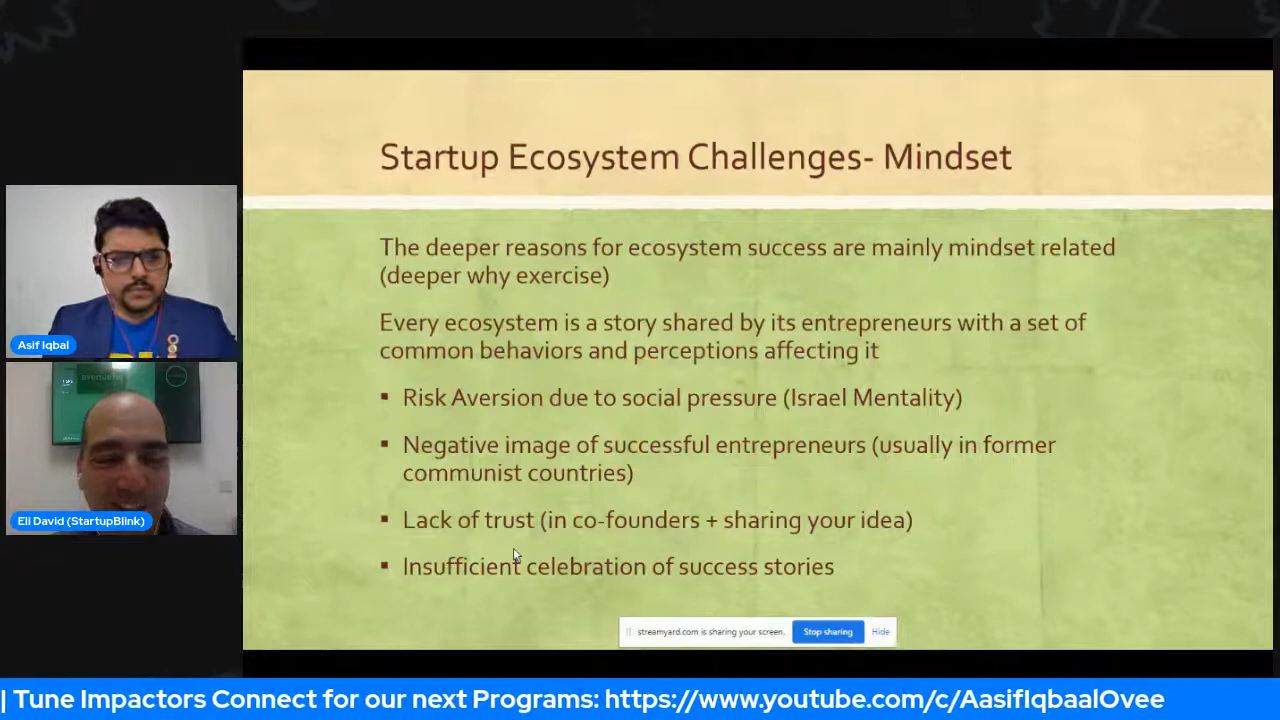 Startup Ecosystem Challenges- Mindset
The deeper reasons for ecosystem success are mainly mindset related
(deeper why exercise)
Every ecosystem is a story shared by its entrepreneurs with a set of
common behaviors and perceptions affecting it
▪ Risk Aversion due to social pressure (Israel Mentality)
▪ Negative image of successful entrepreneurs (usually in former
communist countries)
▪ Lack of trust (in co-founders + sharing your idea)
▪ Insufficient celebration of success stories
Asif Iqbal
Eli David (StartupBlink)
streamyard.com is sharing your screen.
Stop sharing
Hide
| Tune Impactors Connect for our next Programs: https://www.youtube.com/c/AasifIqbaalOvee